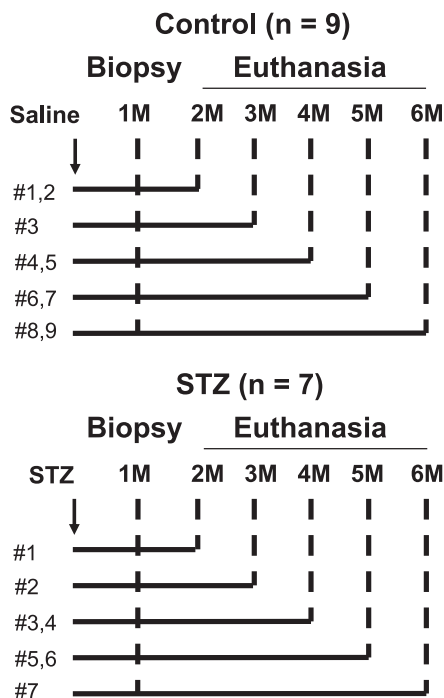 Control (n = 9)
Biopsy Euthanasia
Saline 1M 2M 3M 4M 5M 6M
#1,2
#3
#4,5
#6,7
#8,9
STZ (n = 7)
Biopsy Euthanasia
STZ 1M 2M 3M 4M 5M 6M
#1
#2
#3,4
#5,6
#7